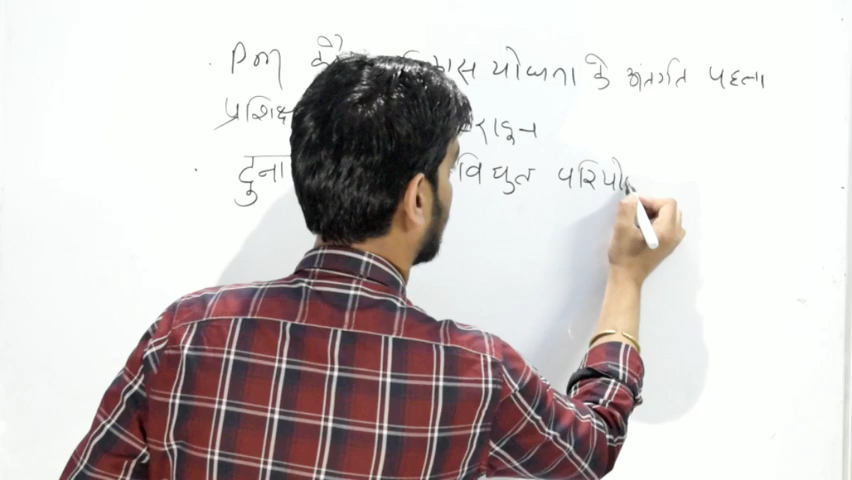 PM कौ कास योजना के अंतर्गत पहला
प्रशिक्ष रादून
टुना विद्युत परियो